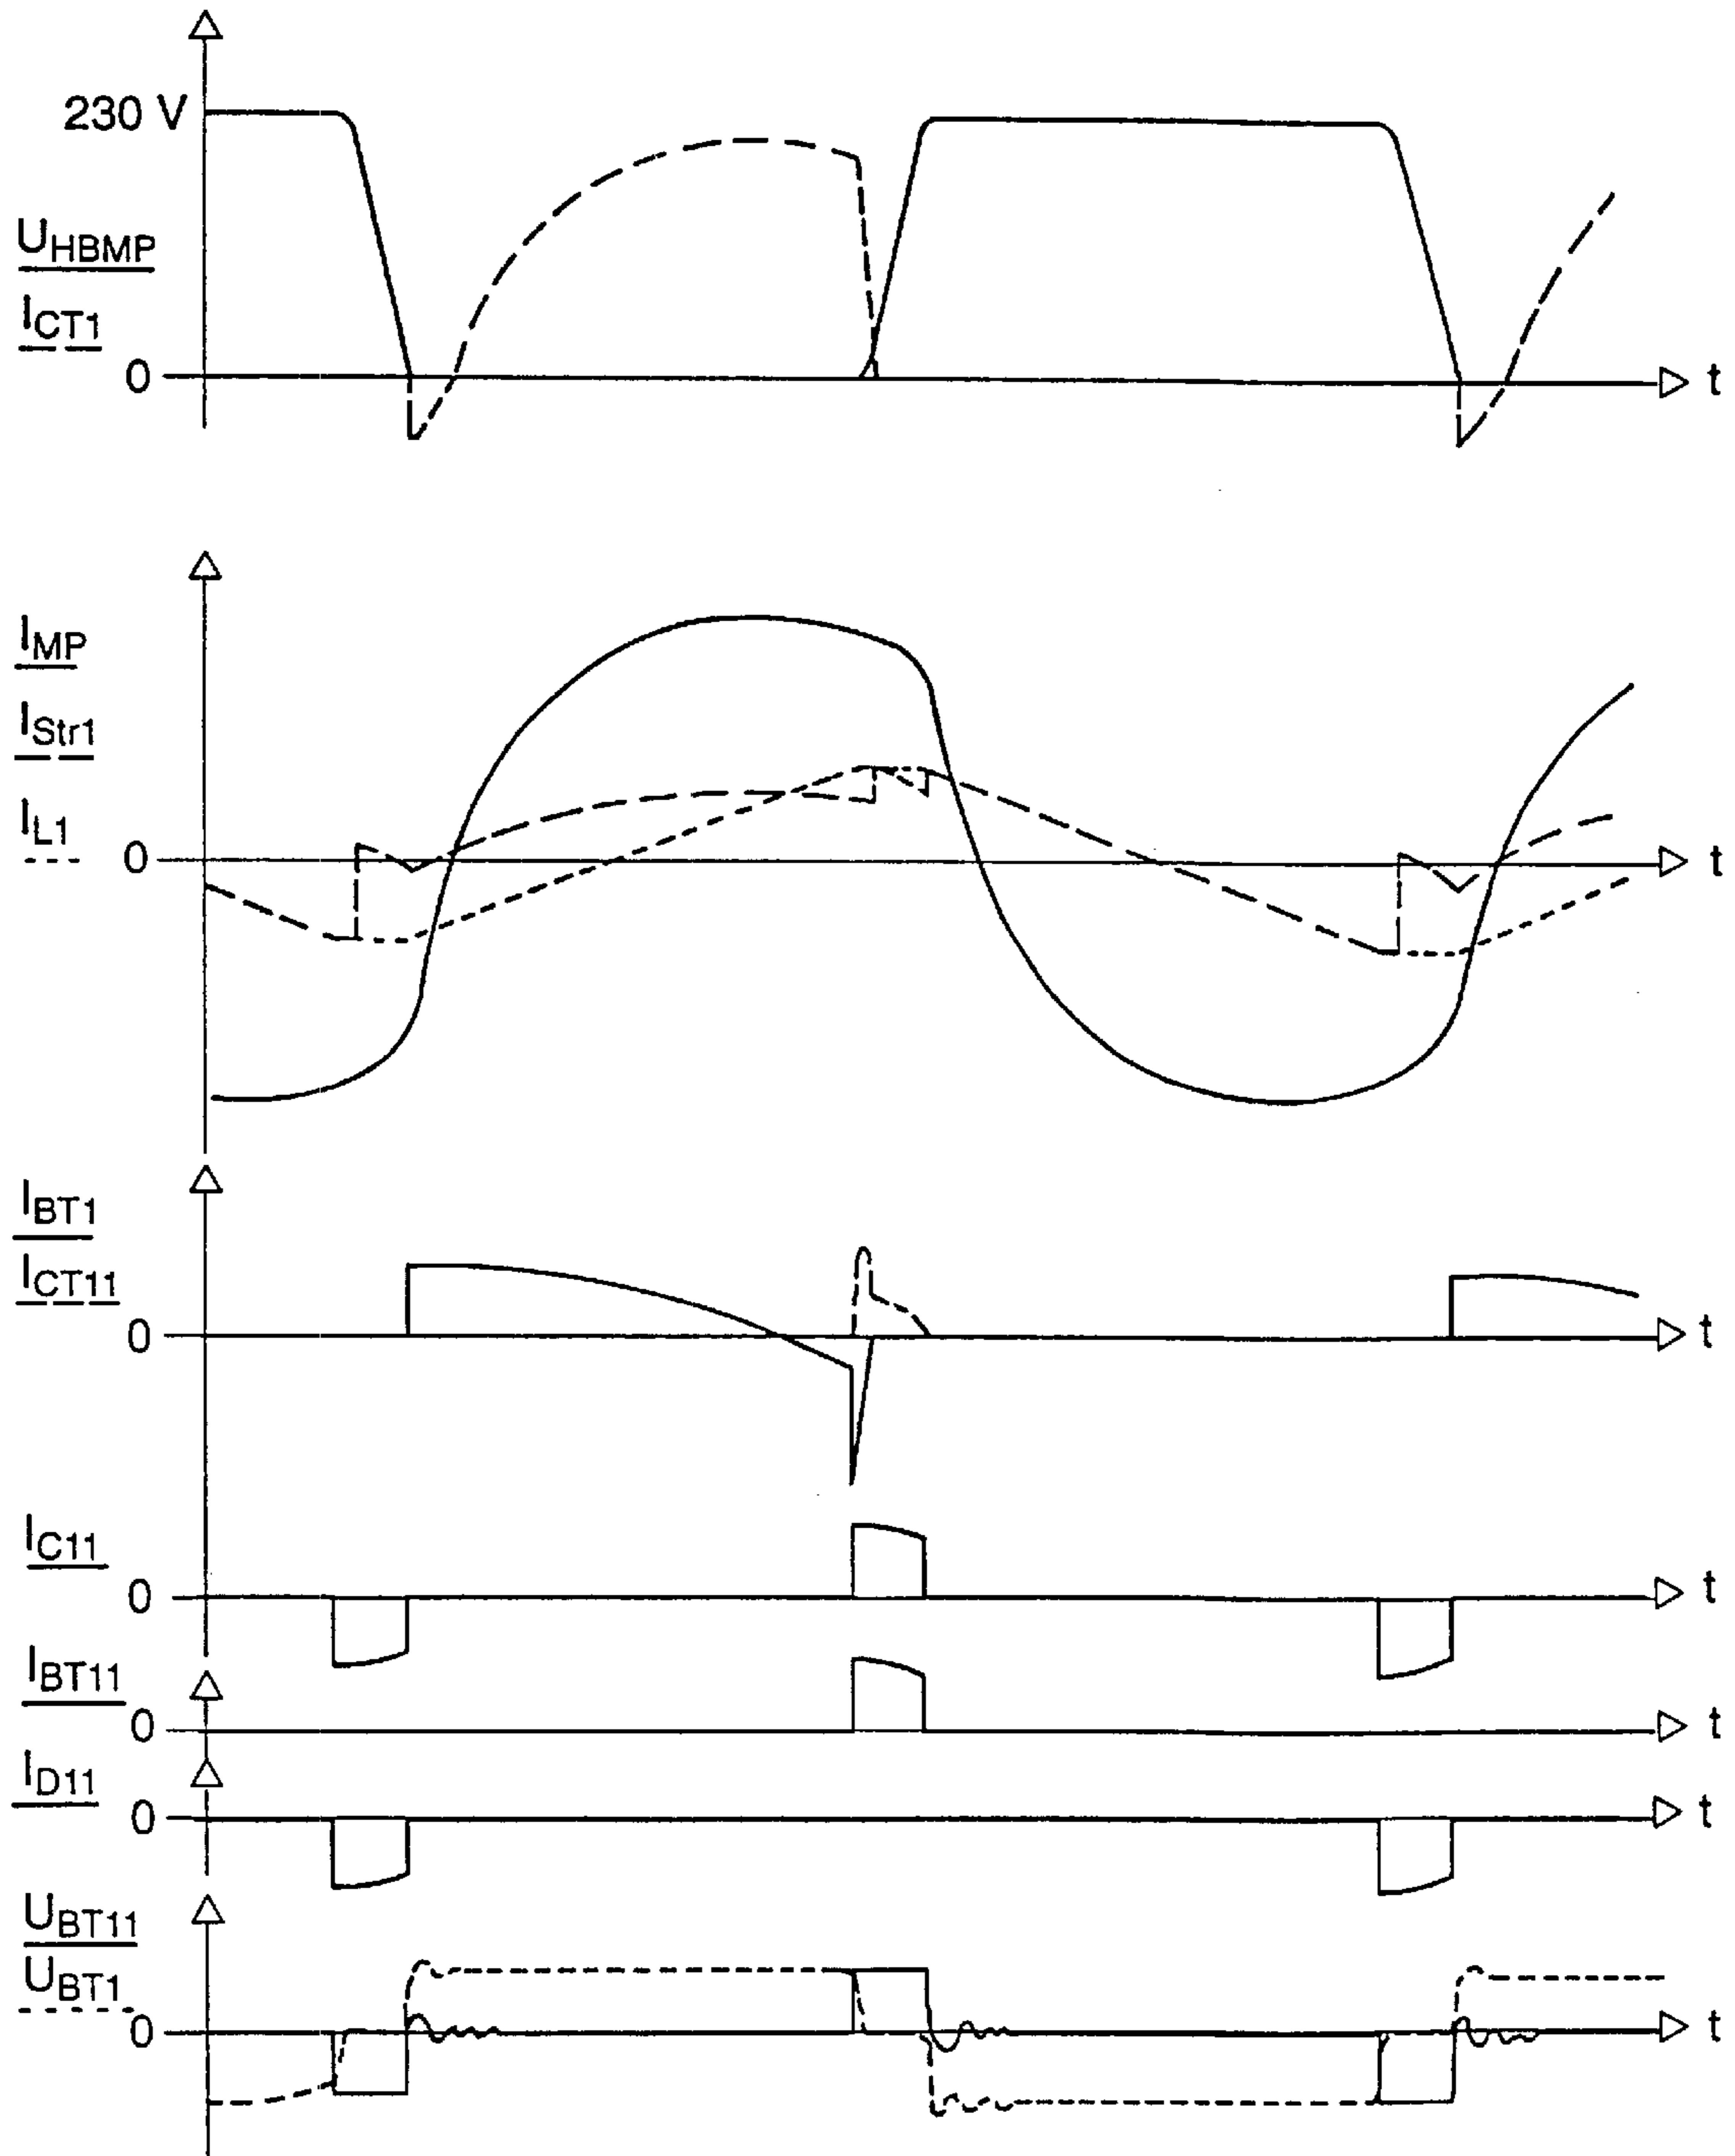 230 V
U_HBMP
I_CT1
0 t
I_MP
I_Str1
I_L1
0 t
I_BT1
I_CT11
0 t
I_C11
0 t
I_BT11
0 t
I_D11
0 t
U_BT11
U_BT1
0 t